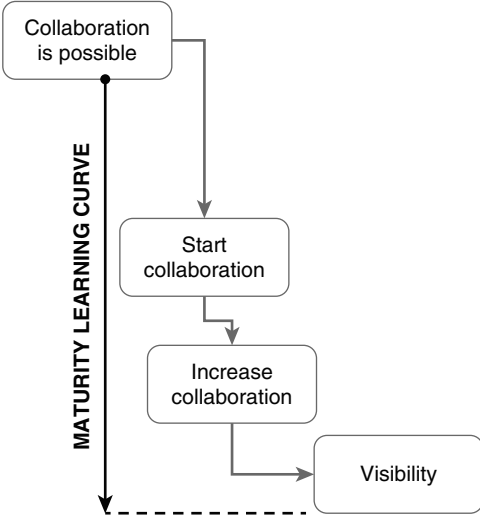 Collaboration
is possible
MATURITY LEARNING CURVE
Start
collaboration
Increase
collaboration
Visibility